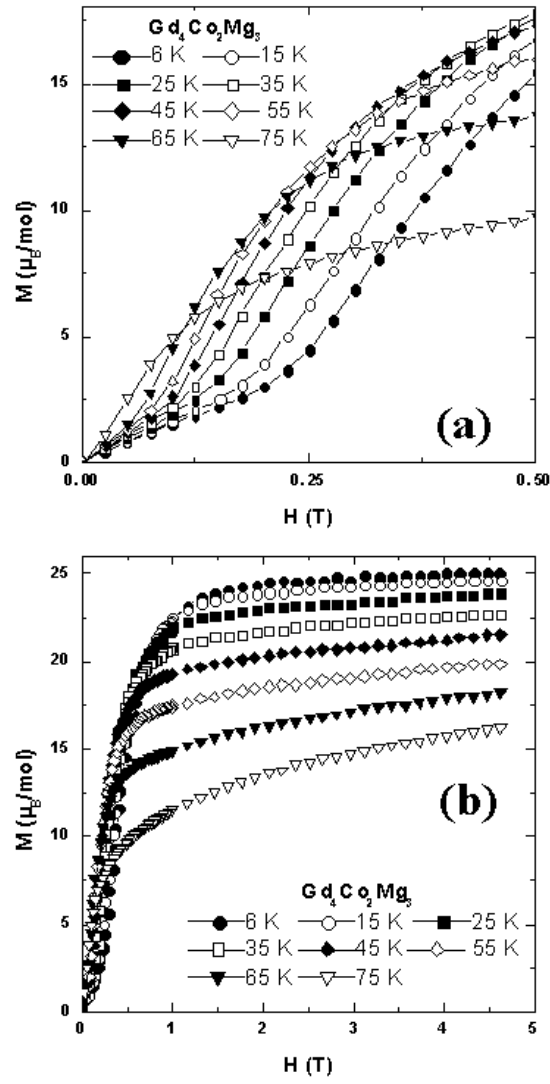 Gd₄Co₂Mg₃
6 K 15 K
25 K 35 K
45 K 55 K
65 K 75 K
M (μ_B/mol)
15
10
5
0
(a)
0.00 0.25 0.50
H (T)
25
20
15
10
5
0
M (μ_B/mol)
(b)
Gd₄Co₂Mg₃
6 K 15 K 25 K
35 K 45 K 55 K
65 K 75 K
0 1 2 3 4 5
H (T)